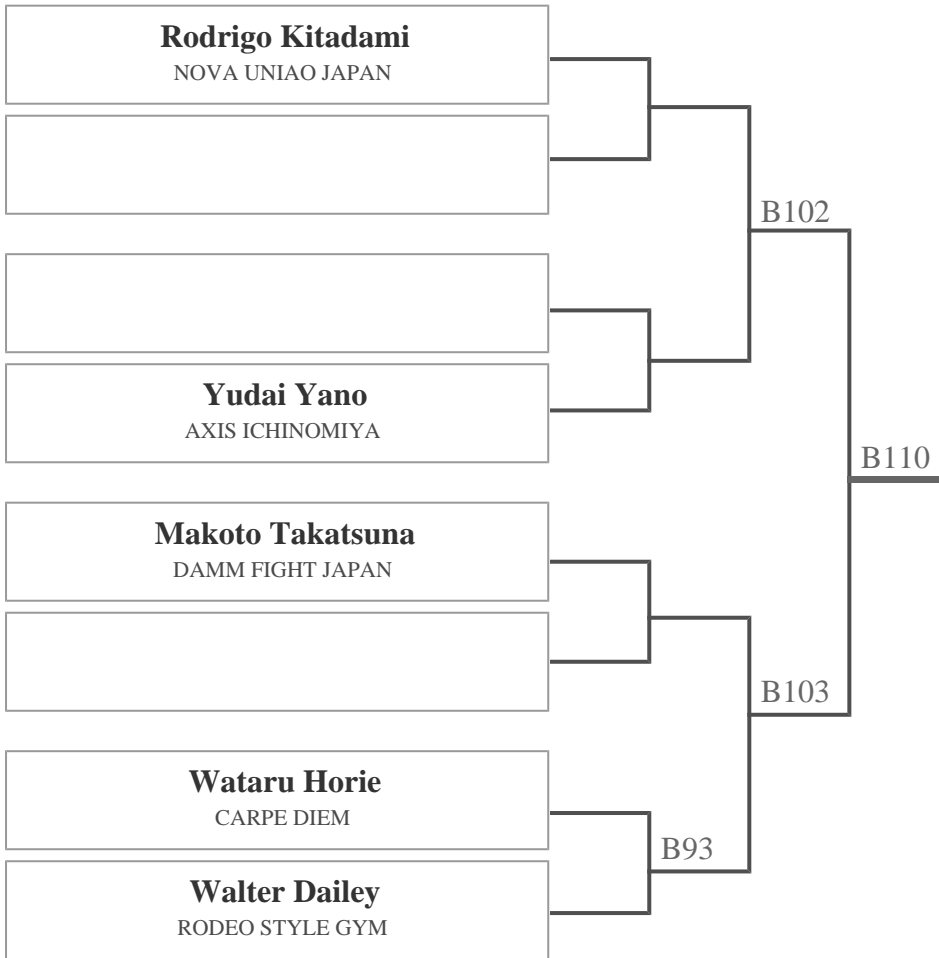 Rodrigo Kitadami
NOVA UNIAO JAPAN
B102
Yudai Yano
AXIS ICHINOMIYA
B110
Makoto Takatsuna
DAMM FIGHT JAPAN
B103
Wataru Horie
CARPE DIEM
B93
Walter Dailey
RODEO STYLE GYM